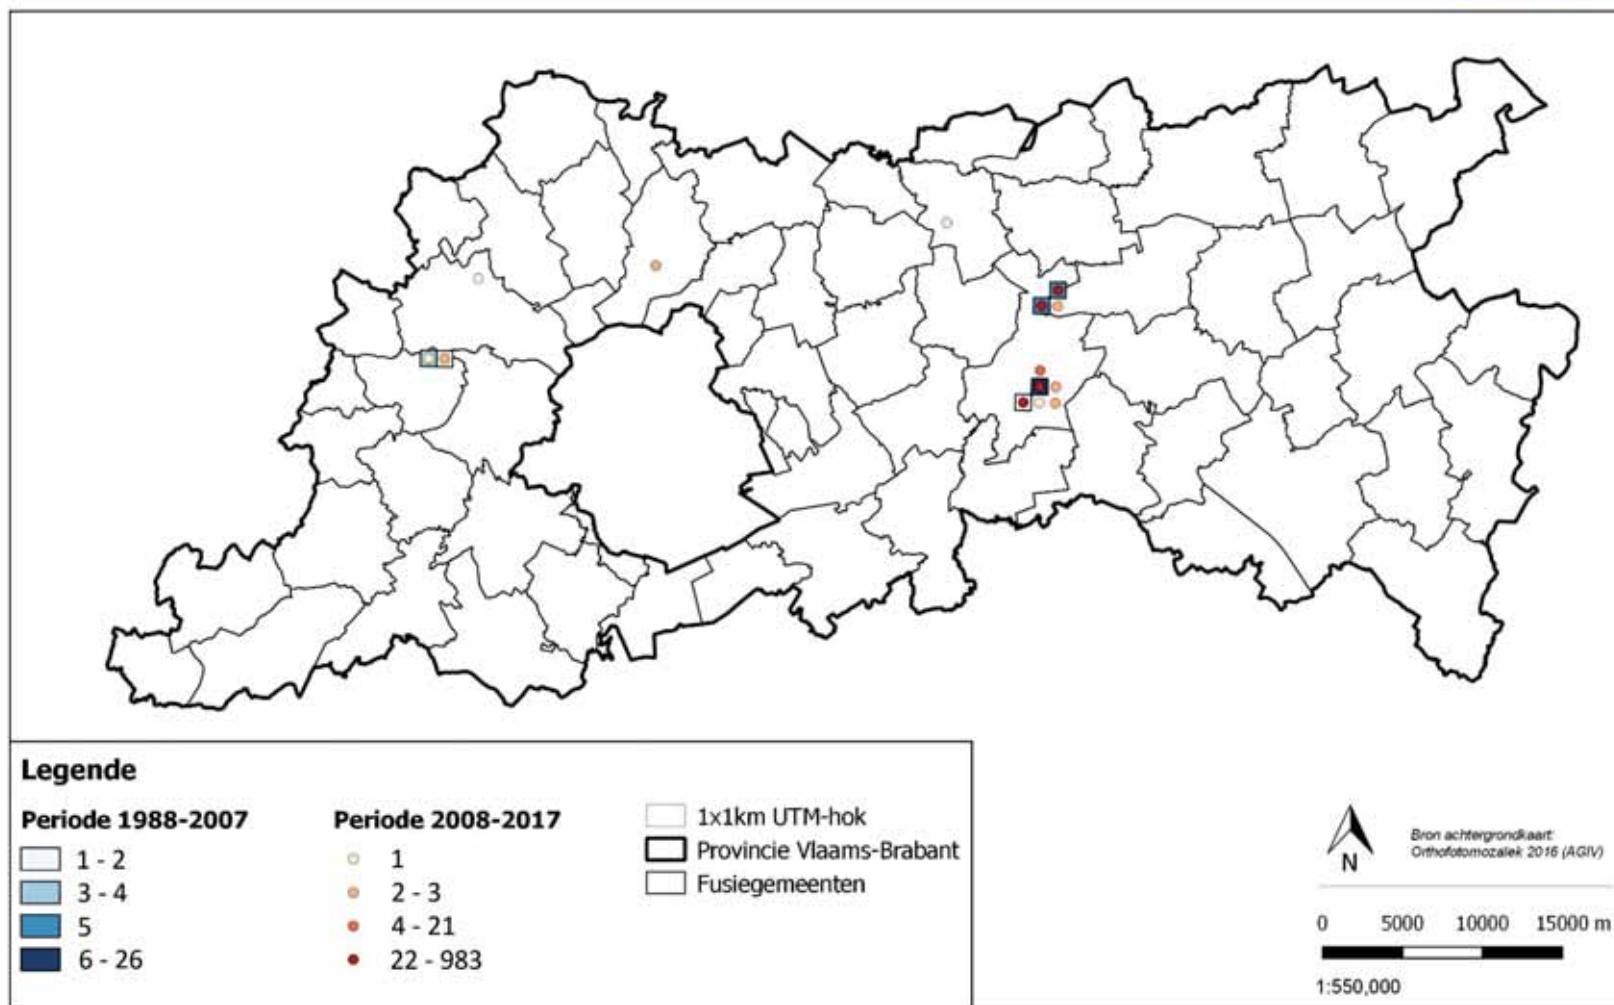 Legende
Periode 1988-2007
1 - 2
3 - 4
5
6 - 26
Periode 2008-2017
1
2 - 3
4 - 21
22 - 983
1x1km UTM-hok
Provincie Vlaams-Brabant
Fusiegemeenten
N
Bron achtergrondkaart:
Orthofotomozaïek 2016 (AGIV)
0 5000 10000 15000 m
1:550,000